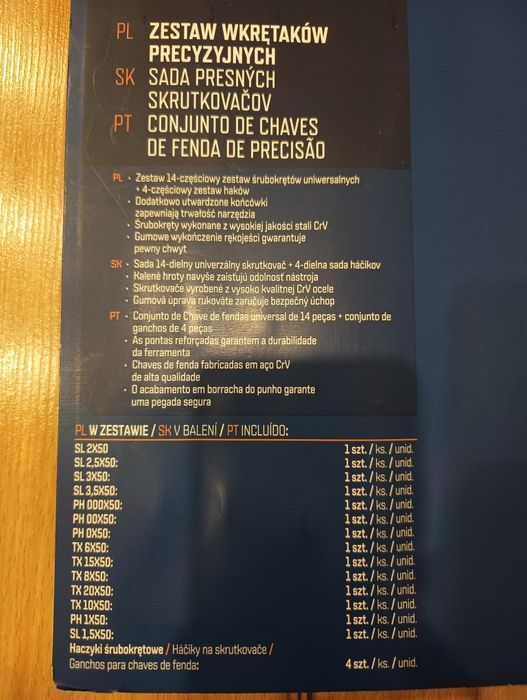 PL ZESTAW WKRĘTAKÓW
PRECYZYJNYCH
SK SADA PRESNÝCH
SKRUTKOVAČOV
PT CONJUNTO DE CHAVES
DE FENDA DE PRECISÃO
PL • Zestaw 14-częściowy zestaw śrubokrętów uniwersalnych
+ 4-częściowy zestaw haków
• Dodatkowo utwardzone końcówki
zapewniają trwałość narzędzia
• Śrubokręty wykonane z wysokiej jakości stali CrV
• Gumowe wykończenie rękojeści gwarantuje
pewny chwyt
SK • Sada 14-dielny univerzálny skrutkovač + 4-dielna sada háčikov
• Kalené hroty navyše zaisťujú odolnosť nástroja
• Skrutkovače vyrobené z vysoko kvalitnej CrV ocele
• Gumová úprava rukoväte zaručuje bezpečný úchop
PT • Conjunto de Chave de fendas universal de 14 peças + conjunto de
ganchos de 4 peças
• As pontas reforçadas garantem a durabilidade
da ferramenta
• Chaves de fenda fabricadas em aço CrV
de alta qualidade
• O acabamento em borracha do punho garante
uma pegada segura
PL W ZESTAWIE / SK V BALENÍ / PT INCLUÍDO:
SL 2X50 1 szt. / ks. / unid.
SL 2,5X50: 1 szt. / ks. / unid.
SL 3X50: 1 szt. / ks. / unid.
SL 3,5X50: 1 szt. / ks. / unid.
PH 000X50: 1 szt. / ks. / unid.
PH 00X50: 1 szt. / ks. / unid.
PH 0X50: 1 szt. / ks. / unid.
TX 6X50: 1 szt. / ks. / unid.
TX 15X50: 1 szt. / ks. / unid.
TX 8X50: 1 szt. / ks. / unid.
TX 20X50: 1 szt. / ks. / unid.
TX 10X50: 1 szt. / ks. / unid.
PH 1X50: 1 szt. / ks. / unid.
SL 1,5X50: 1 szt. / ks. / unid.
Haczyki śrubokrętowe / Háčiky na skrutkovače /
Ganchos para chaves de fenda: 4 szt. / ks. / unid.